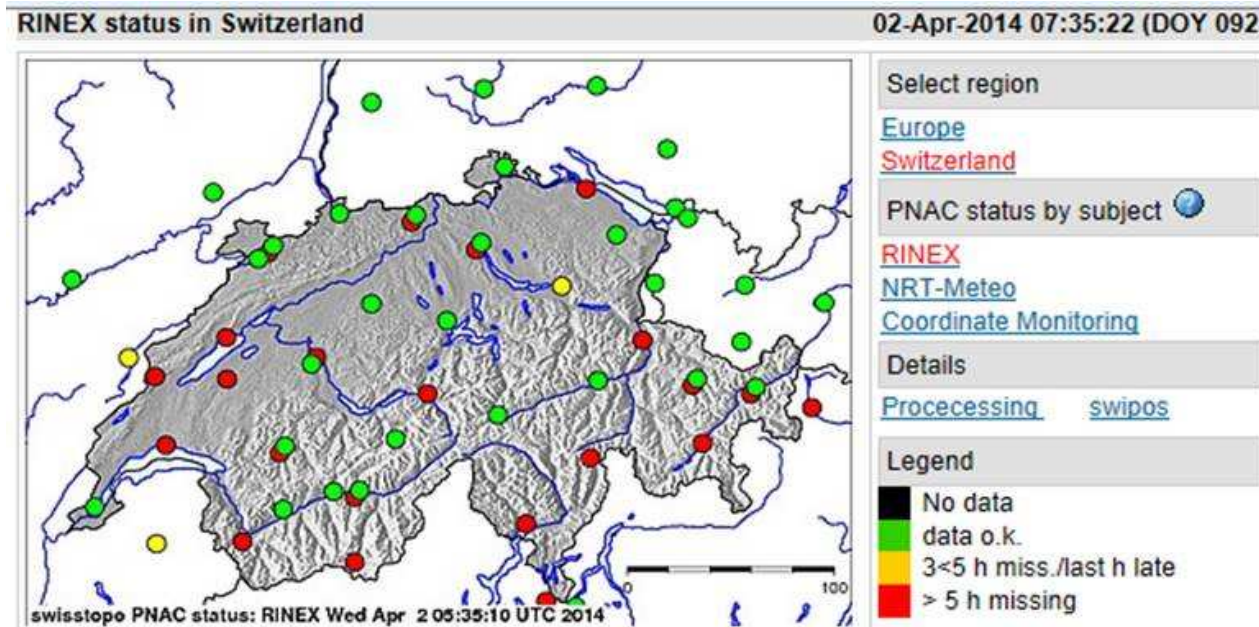 RINEX status in Switzerland
02-Apr-2014 07:35:22 (DOY 092
Select region
Europe
Switzerland
PNAC status by subject
RINEX
NRT-Meteo
Coordinate Monitoring
Details
Procecessing swipos
Legend
No data
data o.k.
3<5 h miss./last h late
> 5 h missing
0 100
swisstopo PNAC status: RINEX Wed Apr 2 05:35:10 UTC 2014